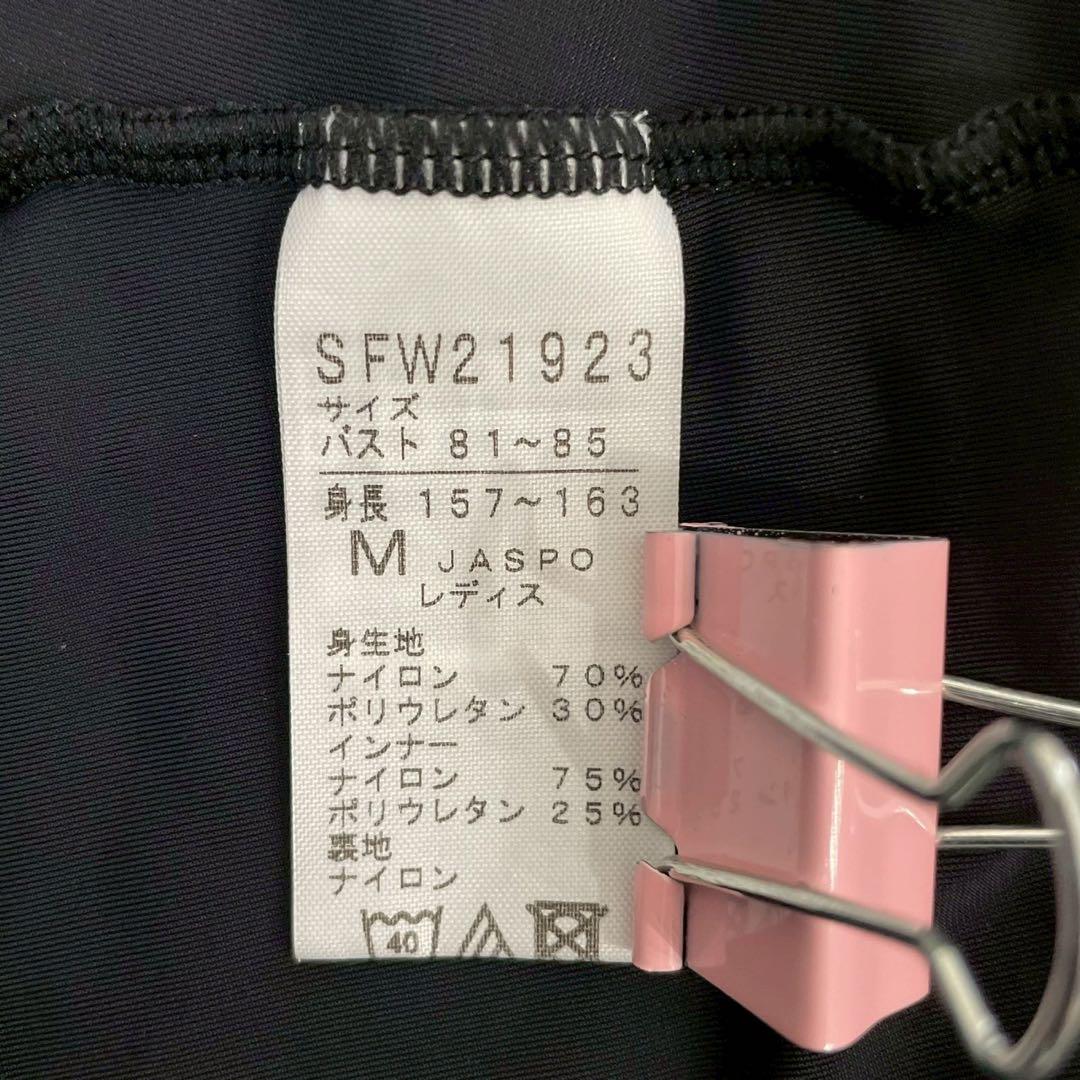 SFW21923
サイズ
バスト 81~85
身長 157~163
M JASPO
レディス
身生地
ナイロン 70%
ポリウレタン 30%
インナー
ナイロン 75%
ポリウレタン 25%
裏地
ナイロン
40